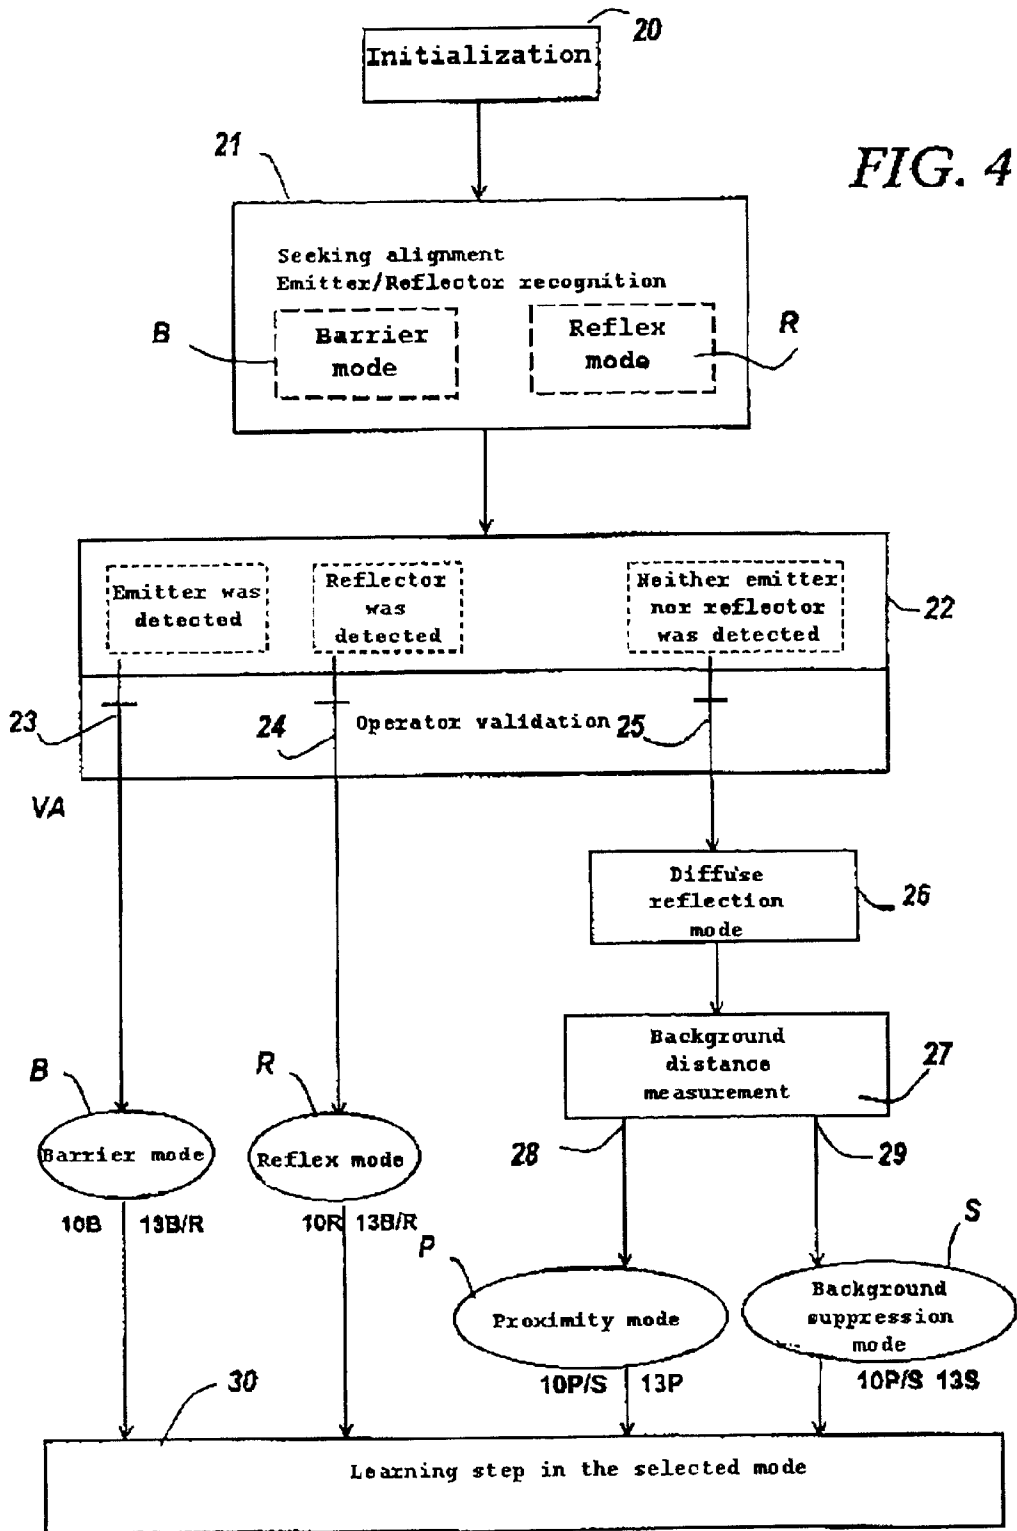 20
Initialization
21
FIG. 4
Seeking alignment
Emitter/Reflector recognition
B
Barrier
mode
Reflex
mode
R
Emitter was
detected
Reflector
was
detected
Neither emitter
nor reflector
was detected
22
23
24
Operator validation
25
VA
Diffuse
reflection
mode
26
Background
distance
measurement
27
28
29
B
Barrier mode
R
Reflex mode
10B
13B/R
10R
13B/R
P
Proximity mode
S
Background
suppression
mode
10P/S
13P
10P/S
13S
30
Learning step in the selected mode